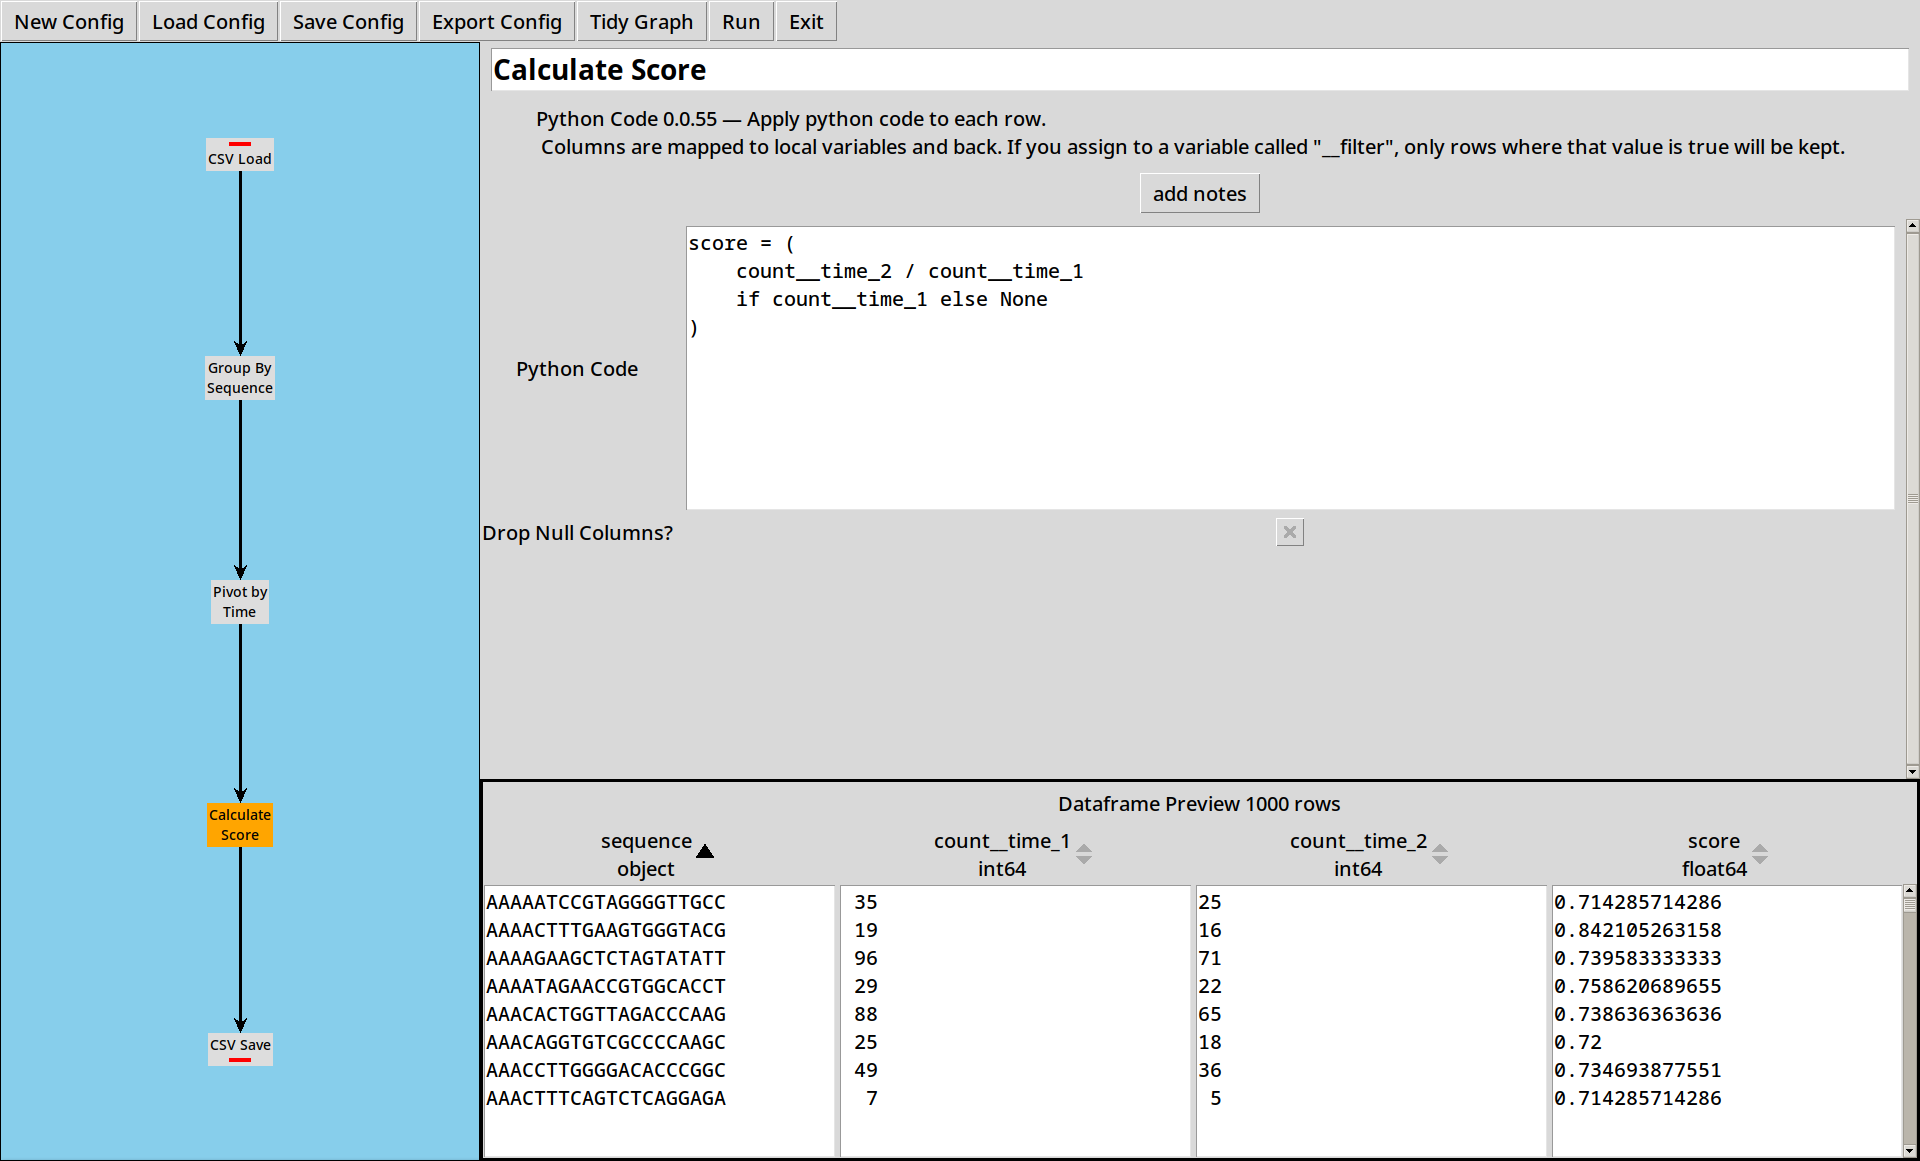 New Config Load Config Save Config Export Config Tidy Graph Run Exit
CSV Load
Group By
Sequence
Pivot by
Time
Calculate
Score
CSV Save
Calculate Score
Python Code 0.0.55 — Apply python code to each row.
Columns are mapped to local variables and back. If you assign to a variable called "__filter", only rows where that value is true will be kept.
add notes
Python Code
score = (
    count__time_2 / count__time_1
    if count__time_1 else None
)
Drop Null Columns?
Dataframe Preview 1000 rows
sequence count__time_1 count__time_2 score
object int64 int64 float64
AAAAATCCGTAGGGGTTGCC 35 25 0.714285714286
AAAACTTTGAAGTGGGTACG 19 16 0.842105263158
AAAAGAAGCTCTAGTATATT 96 71 0.739583333333
AAAATAGAACCGTGGCACCT 29 22 0.758620689655
AAACACTGGTTAGACCCAAG 88 65 0.738636363636
AAACAGGTGTCGCCCCAAGC 25 18 0.72
AAACCTTGGGGACACCCGGC 49 36 0.734693877551
AAACTTTCAGTCTCAGGAGA 7 5 0.714285714286